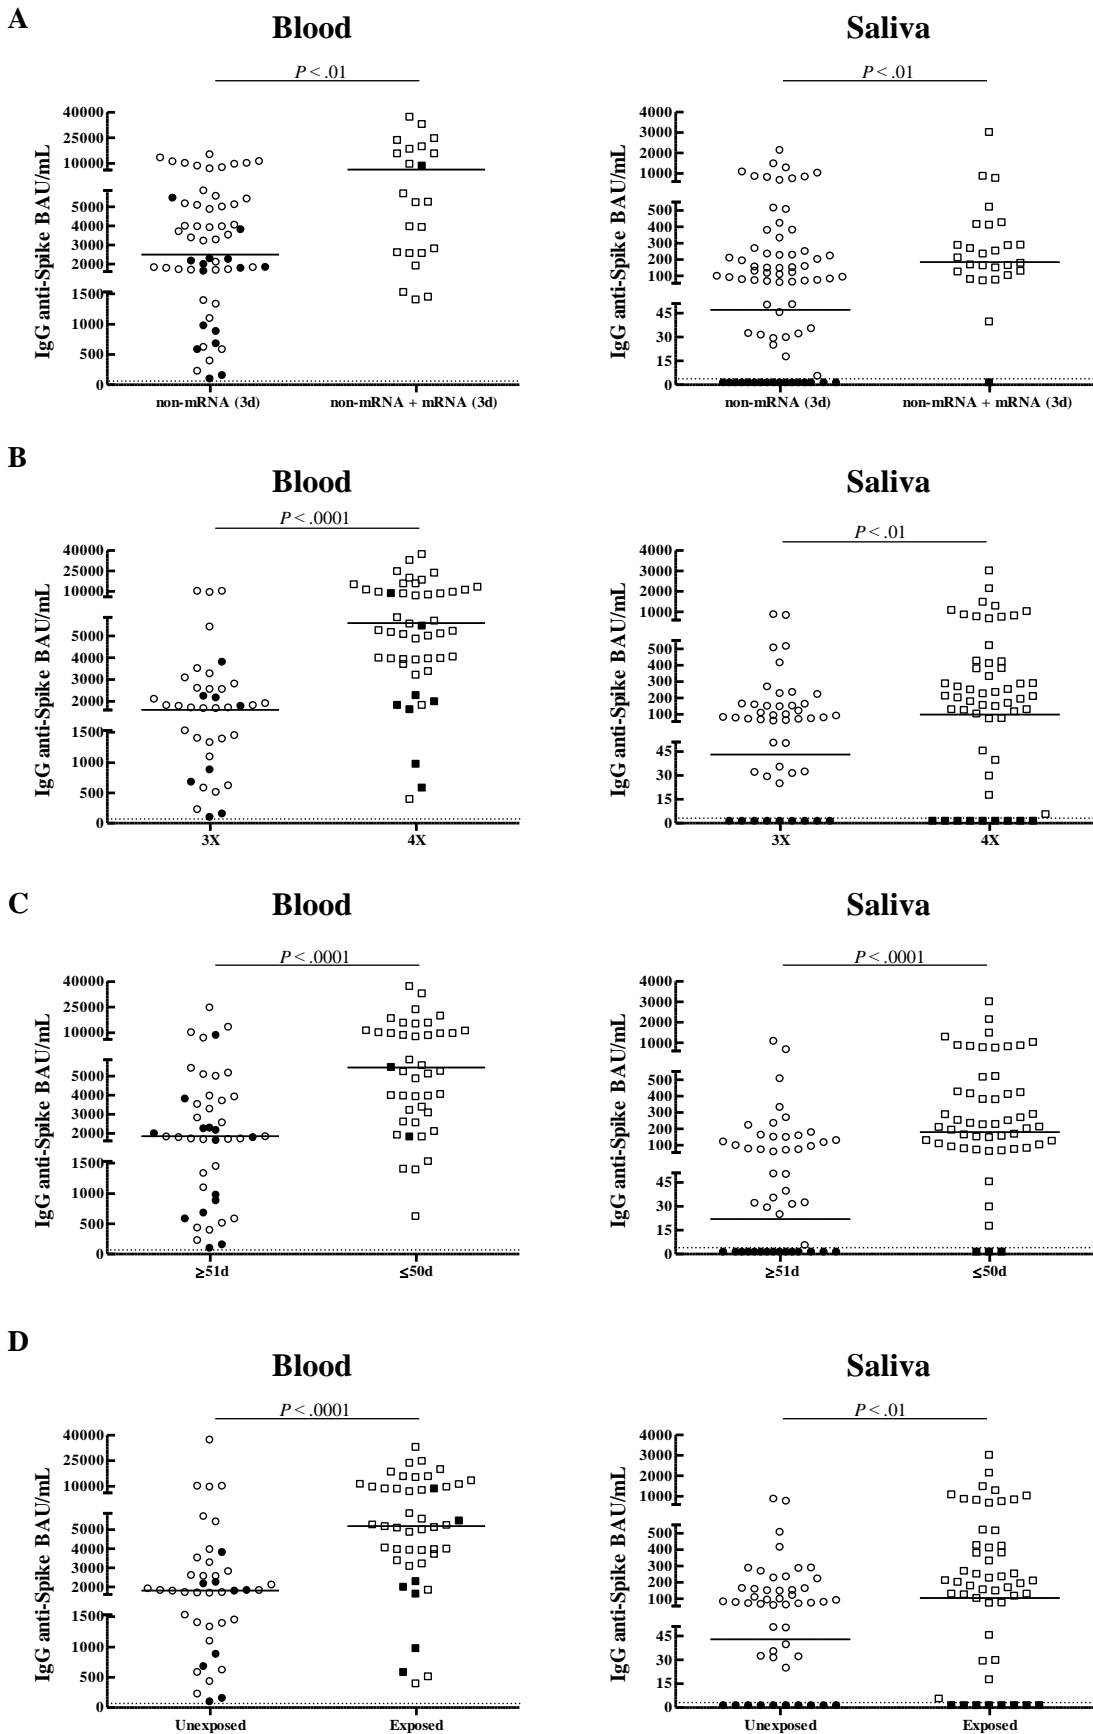 A
Blood
P < .01
IgG anti-Spike BAU/mL
40000
25000
10000
5000
4000
3000
2000
1500
1000
500
0
non-mRNA (3d)
non-mRNA + mRNA (3d)
Saliva
P < .01
IgG anti-Spike BAU/mL
4000
3000
2000
1000
500
400
300
200
100
45
30
15
0
non-mRNA (3d)
non-mRNA + mRNA (3d)
B
Blood
P < .0001
IgG anti-Spike BAU/mL
40000
25000
10000
5000
4000
3000
2000
1500
1000
500
0
3X
4X
Saliva
P < .01
IgG anti-Spike BAU/mL
4000
3000
2000
1000
500
400
300
200
100
45
30
15
0
3X
4X
C
Blood
P < .0001
IgG anti-Spike BAU/mL
40000
25000
10000
5000
4000
3000
2000
1500
1000
500
0
≥51d
≤50d
Saliva
P < .0001
IgG anti-Spike BAU/mL
4000
3000
2000
1000
500
400
300
200
100
45
30
15
0
≥51d
≤50d
D
Blood
P < .0001
IgG anti-Spike BAU/mL
40000
25000
10000
5000
4000
3000
2000
1500
1000
500
0
Unexposed
Exposed
Saliva
P < .01
IgG anti-Spike BAU/mL
4000
3000
2000
1000
500
400
300
200
100
45
30
15
0
Unexposed
Exposed